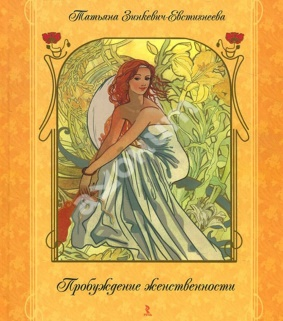 Татьяна Зинкевич-Евстигнеева
Пробуждение женственности